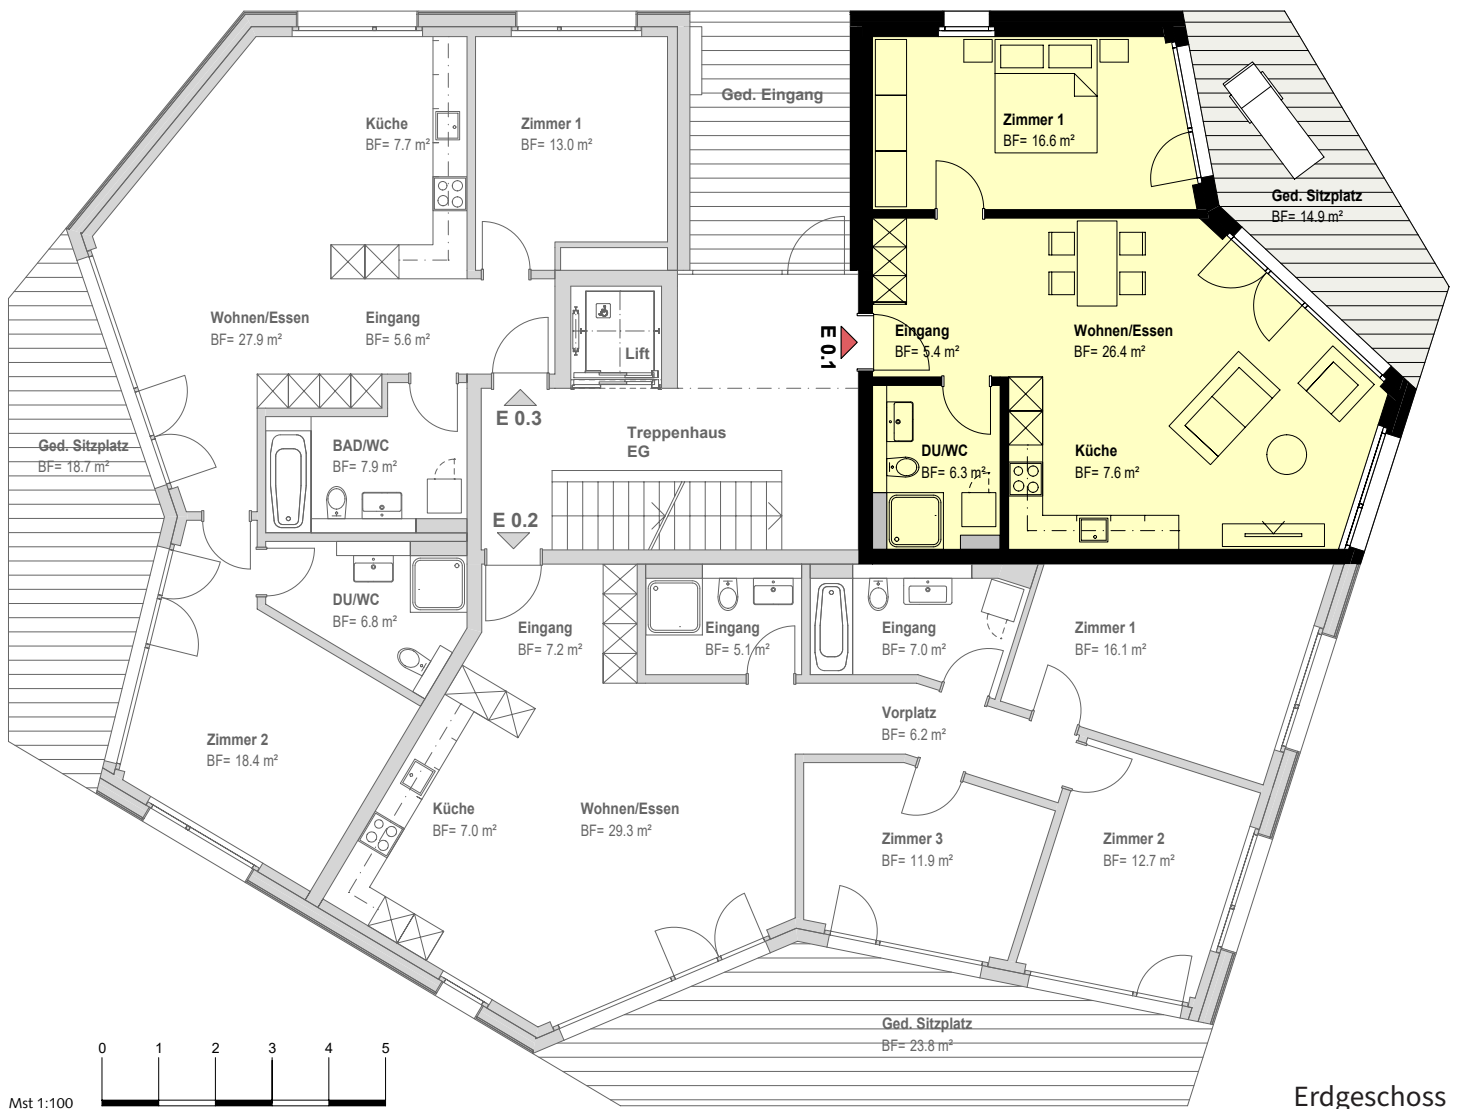 Küche
BF= 7.7 m²
Zimmer 1
BF= 13.0 m²
Ged. Eingang
Zimmer 1
BF= 16.6 m²
Ged. Sitzplatz
BF= 14.9 m²
Wohnen/Essen
BF= 27.9 m²
Eingang
BF= 5.6 m²
Lift
E 0.1
Eingang
BF= 5.4 m²
Wohnen/Essen
BF= 26.4 m²
E 0.3
Treppenhaus
EG
Ged. Sitzplatz
BF= 18.7 m²
BAD/WC
BF= 7.9 m²
DU/WC
BF= 6.3 m²
Küche
BF= 7.6 m²
E 0.2
DU/WC
BF= 6.8 m²
Eingang
BF= 7.2 m²
Eingang
BF= 5.1 m²
Eingang
BF= 7.0 m²
Zimmer 1
BF= 16.1 m²
Zimmer 2
BF= 18.4 m²
Vorplatz
BF= 6.2 m²
Küche
BF= 7.0 m²
Wohnen/Essen
BF= 29.3 m²
Zimmer 3
BF= 11.9 m²
Zimmer 2
BF= 12.7 m²
Ged. Sitzplatz
BF= 23.8 m²
0 1 2 3 4 5
Mst 1:100
Erdgeschoss